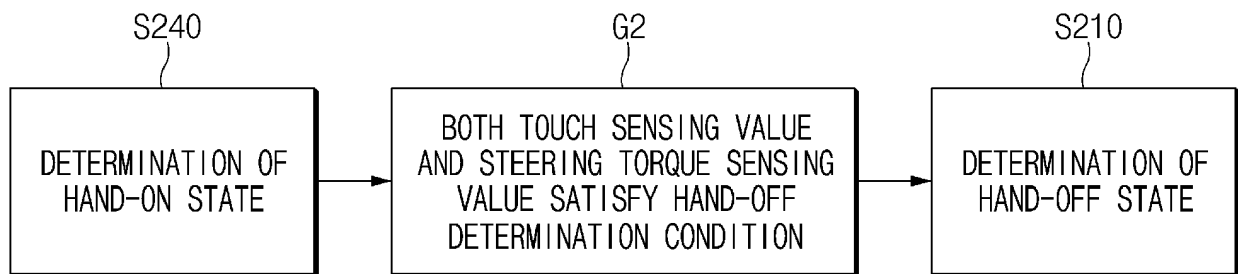 S240
G2
S210
DETERMINATION OF
HAND-ON STATE
BOTH TOUCH SENSING VALUE
AND STEERING TORQUE SENSING
VALUE SATISFY HAND-OFF
DETERMINATION CONDITION
DETERMINATION OF
HAND-OFF STATE